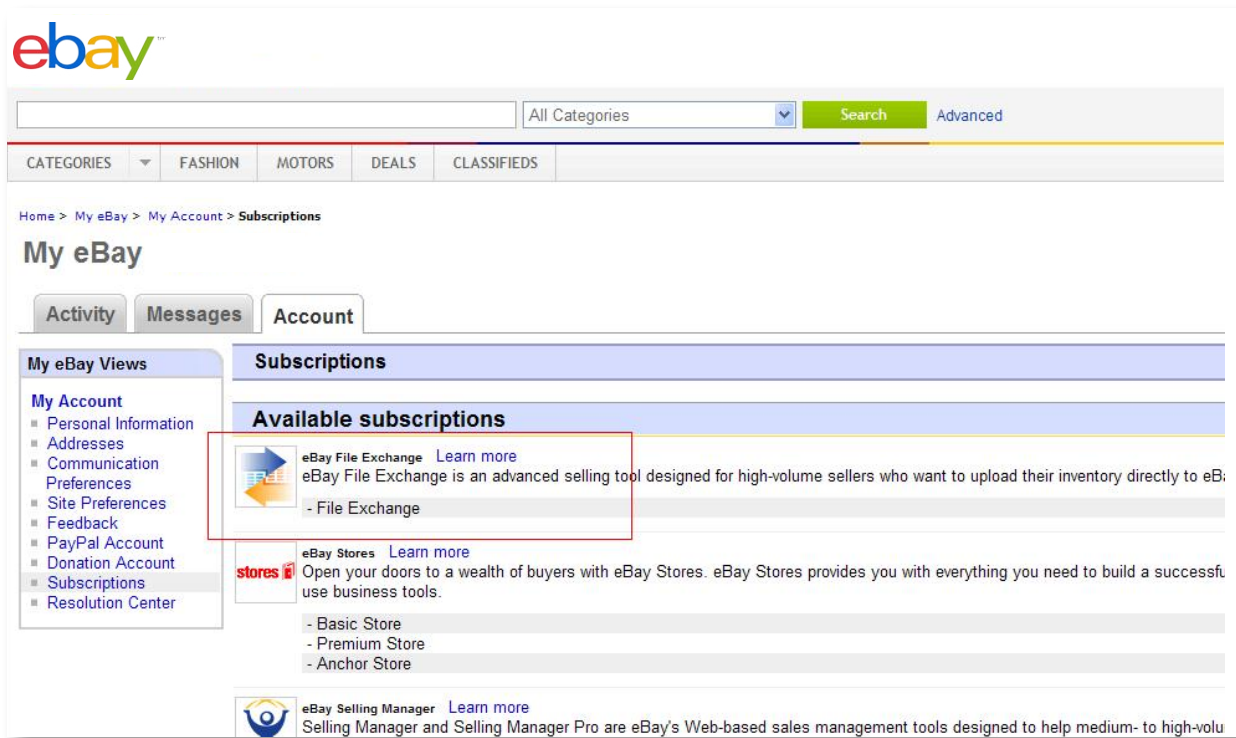 ebay™
All Categories Search Advanced
CATEGORIES FASHION MOTORS DEALS CLASSIFIEDS
Home > My eBay > My Account > Subscriptions
My eBay
Activity Messages Account
My eBay Views
My Account
Personal Information
Addresses
Communication
Preferences
Site Preferences
Feedback
PayPal Account
Donation Account
Subscriptions
Resolution Center
Subscriptions
Available subscriptions
eBay File Exchange Learn more
eBay File Exchange is an advanced selling tool designed for high-volume sellers who want to upload their inventory directly to
- File Exchange
stores
eBay Stores Learn more
Open your doors to a wealth of buyers with eBay Stores. eBay Stores provides you with everything you need to build a
use business tools.
- Basic Store
- Premium Store
- Anchor Store
eBay Selling Manager Learn more
Selling Manager and Selling Manager Pro are eBay's Web-based sales management tools designed to help medium- to